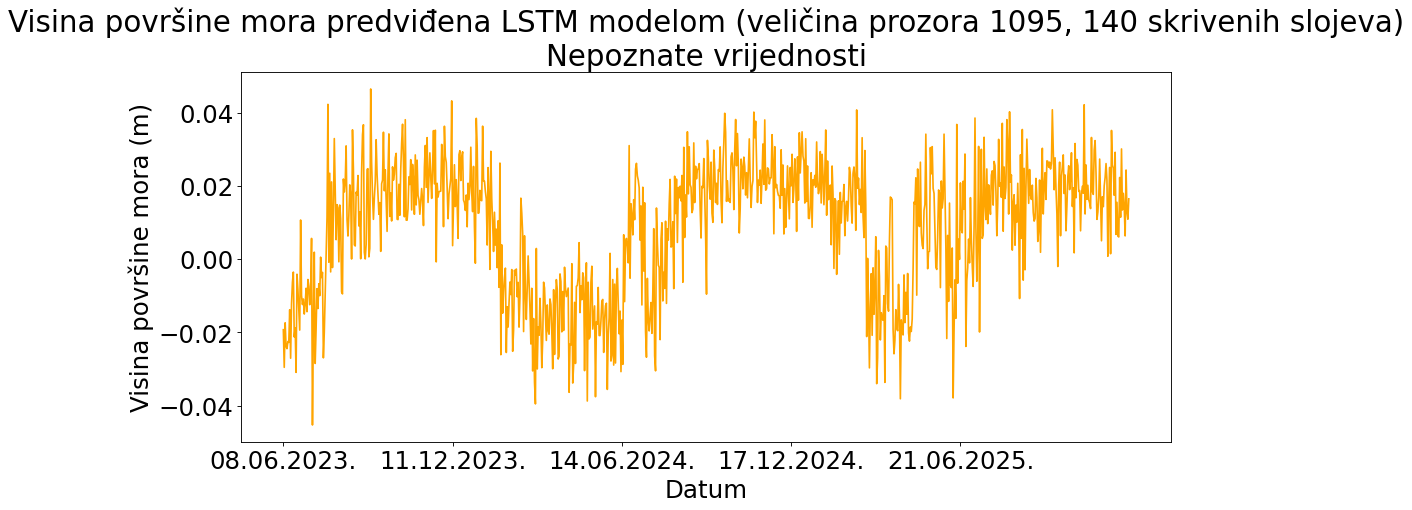 Visina površine mora predviđena LSTM modelom (veličina prozora 1095, 140 skrivenih slojeva)
Nepoznate vrijednosti
Visina površine mora (m)
0.04
0.02
0.00
−0.02
−0.04
08.06.2023. 11.12.2023. 14.06.2024. 17.12.2024. 21.06.2025.
Datum